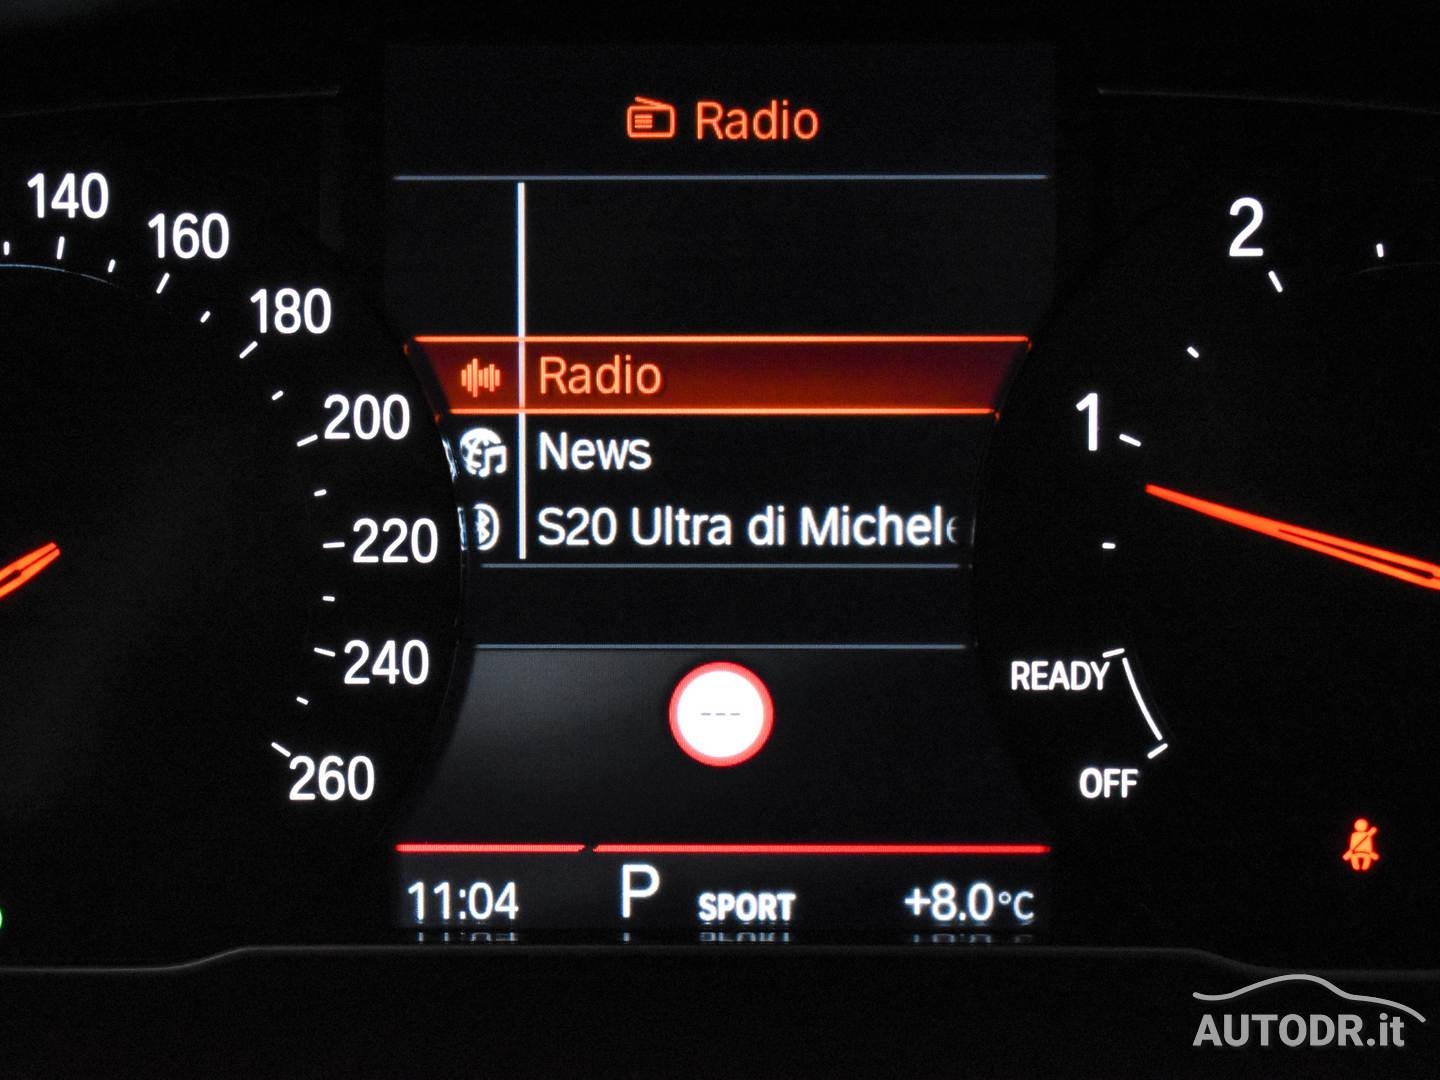 Radio
140
160
180
200
220
240
260
Radio
News
S20 Ultra di Michele
---
2
1
READY
OFF
11:04
P
SPORT
+8.0°C
AUTODR.it